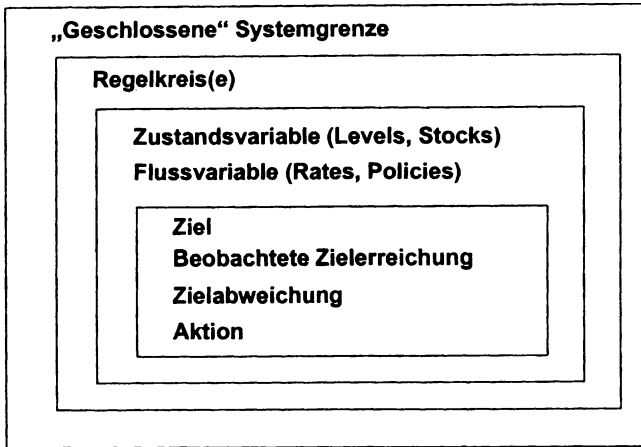 „Geschlossene“ Systemgrenze
Regelkreis(e)
Zustandsvariable (Levels, Stocks)
Flussvariable (Rates, Policies)
Ziel
Beobachtete Zielerreichung
Zielabweichung
Aktion